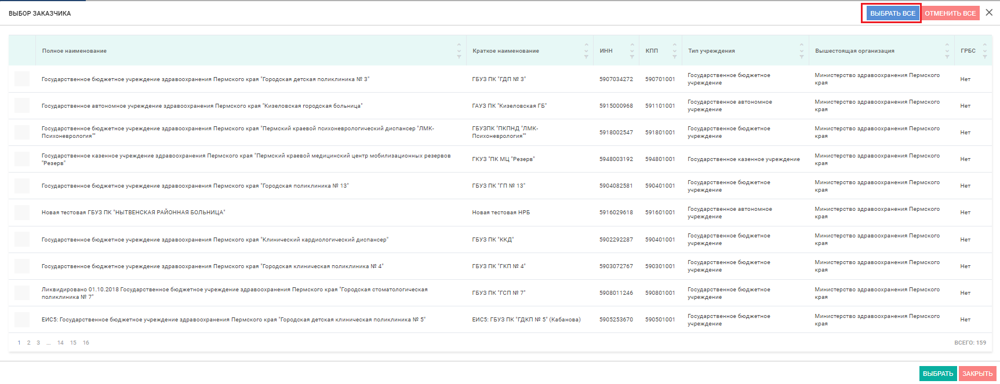 ВЫБОР ЗАКАЗЧИКА
ВЫБРАТЬ ВСЕ
ОТМЕНИТЬ ВСЕ
Полное наименование
Краткое наименование
ИНН
КПП
Тип учреждения
Вышестоящая организация
ГРБС
Государственное бюджетное учреждение здравоохранения Пермского края "Городская детская поликлиника № 3"
ГБУЗ ПК "ГДП № 3"
5907034272
590701001
Государственное бюджетное
учреждение
Министерство здравоохранения Пермского
края
Нет
Государственное автономное учреждение здравоохранения Пермского края "Кизеловская городская больница"
ГАУЗ ПК "Кизеловская ГБ"
5915000968
591101001
Государственное автономное
учреждение
Министерство здравоохранения Пермского
края
Нет
Государственное бюджетное учреждение здравоохранения Пермского края "Пермский краевой психоневрологический диспансер "ЛМК-
Психоневрология""
ГБУЗПК "ПКПНД "ЛМК-
Психоневрология""
5918002547
591801001
Государственное бюджетное
учреждение
Министерство здравоохранения Пермского
края
Нет
Государственное казенное учреждение здравоохранения Пермского края "Пермский краевой медицинский центр мобилизационных резервов
"Резерв"
ГКУЗ "ПК МЦ "Резерв"
5948003192
594801001
Государственное казенное учреждение
Министерство здравоохранения Пермского
края
Нет
Государственное бюджетное учреждение здравоохранения Пермского края "Городская поликлиника № 13"
ГБУЗ ПК "ГП № 13"
5904082581
590401001
Государственное бюджетное
учреждение
Министерство здравоохранения Пермского
края
Нет
Новая тестовая ГБУЗ ПК "НЫТВЕНСКАЯ РАЙОННАЯ БОЛЬНИЦА"
Новая тестовая НРБ
5916029618
591601001
Государственное автономное
учреждение
Министерство здравоохранения Пермского
края
Нет
Государственное бюджетное учреждение здравоохранения Пермского края "Клинический кардиологический диспансер"
ГБУЗ ПК "ККД"
5902292287
590401001
Государственное бюджетное
учреждение
Министерство здравоохранения Пермского
края
Нет
Государственное бюджетное учреждение здравоохранения Пермского края "Городская клиническая поликлиника № 4"
ГБУЗ ПК "ГКП № 4"
5903072767
590301001
Государственное бюджетное
учреждение
Министерство здравоохранения Пермского
края
Нет
Ликвидировано 01.10.2018 Государственное бюджетное учреждение здравоохранения Пермского края "Городская стоматологическая
поликлиника № 7"
ГБУЗ ПК "ГСП № 7"
5908011246
590801001
Государственное бюджетное
учреждение
Министерство здравоохранения Пермского
края
Нет
ЕИС5: Государственное бюджетное учреждение здравоохранения Пермского края "Городская детская клиническая поликлиника № 5"
ЕИС5: ГБУЗ ПК "ГДКП № 5" (Кабанова)
5905253670
590501001
Государственное бюджетное
учреждение
Министерство здравоохранения Пермского
края
Нет
1 2 3 ... 14 15 16
ВСЕГО: 159
ВЫБРАТЬ
ЗАКРЫТЬ